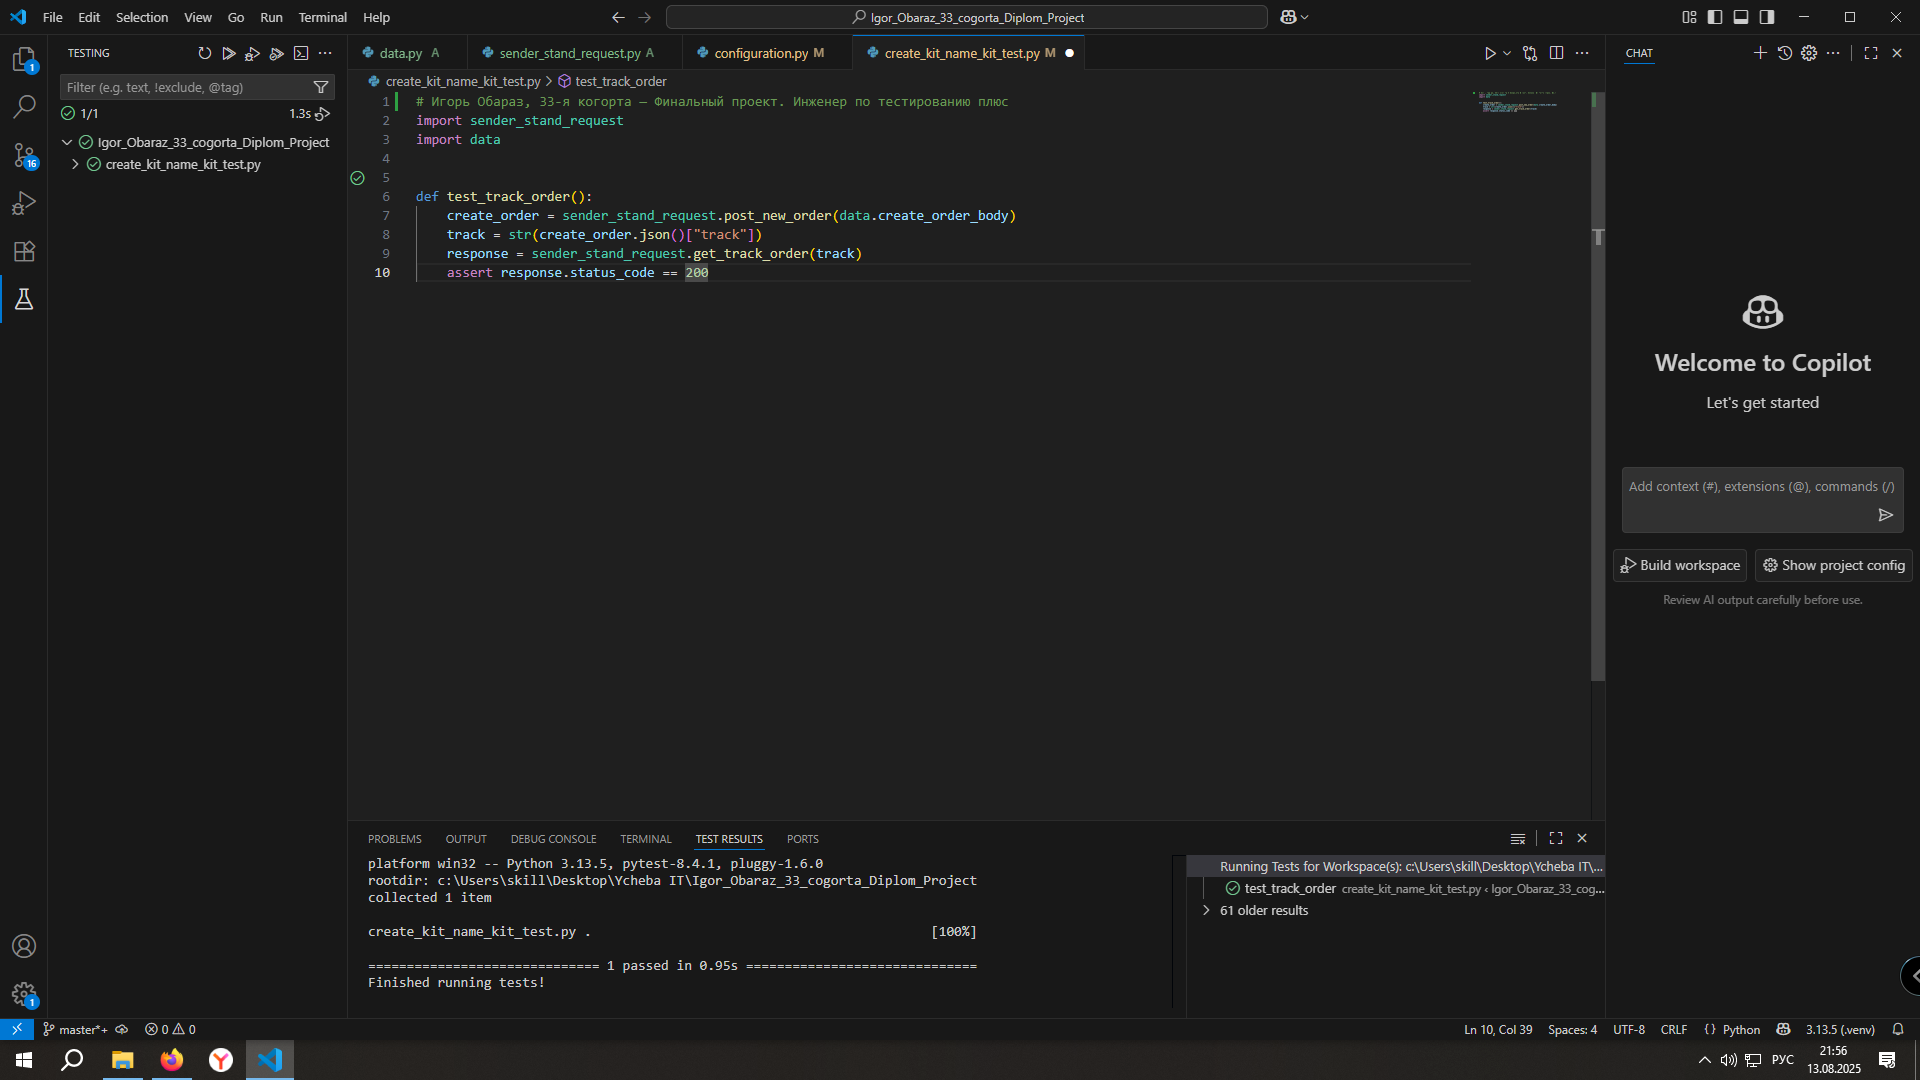 File Edit Selection View Go Run Terminal Help
Igor_Obaraz_33_cogorta_Diplom_Project
TESTING
Filter (e.g. text, !exclude, @tag)
1/1
1.3s
Igor_Obaraz_33_cogorta_Diplom_Project
create_kit_name_kit_test.py
data.py A
sender_stand_request.py A
configuration.py M
create_kit_name_kit_test.py M
create_kit_name_kit_test.py > test_track_order
1 # Игорь Обараз, 33-я когорта — Финальный проект. Инженер по тестированию плюс
2 import sender_stand_request
3 import data
4
5
6 def test_track_order():
7 create_order = sender_stand_request.post_new_order(data.create_order_body)
8 track = str(create_order.json()["track"])
9 response = sender_stand_request.get_track_order(track)
10 assert response.status_code == 200
CHAT
Welcome to Copilot
Let's get started
Add context (#), extensions (@), commands (/)
Build workspace
Show project config
Review AI output carefully before use.
PROBLEMS OUTPUT DEBUG CONSOLE TERMINAL TEST RESULTS PORTS
platform win32 -- Python 3.13.5, pytest-8.4.1, pluggy-1.6.0
rootdir: c:\Users\skill\Desktop\Ycheba IT\Igor_Obaraz_33_cogorta_Diplom_Project
collected 1 item
create_kit_name_kit_test.py . [100%]
============================== 1 passed in 0.95s ==============================
Finished running tests!
Running Tests for Workspace(s): c:\Users\skill\Desktop\Ycheba IT\...
test_track_order create_kit_name_kit_test.py ‹ Igor_Obaraz_33_cog...
61 older results
1
16
1
master*+
0 0
Ln 10, Col 39
Spaces: 4
UTF-8
CRLF
{} Python
3.13.5 (.venv)
РУС
21:56
13.08.2025